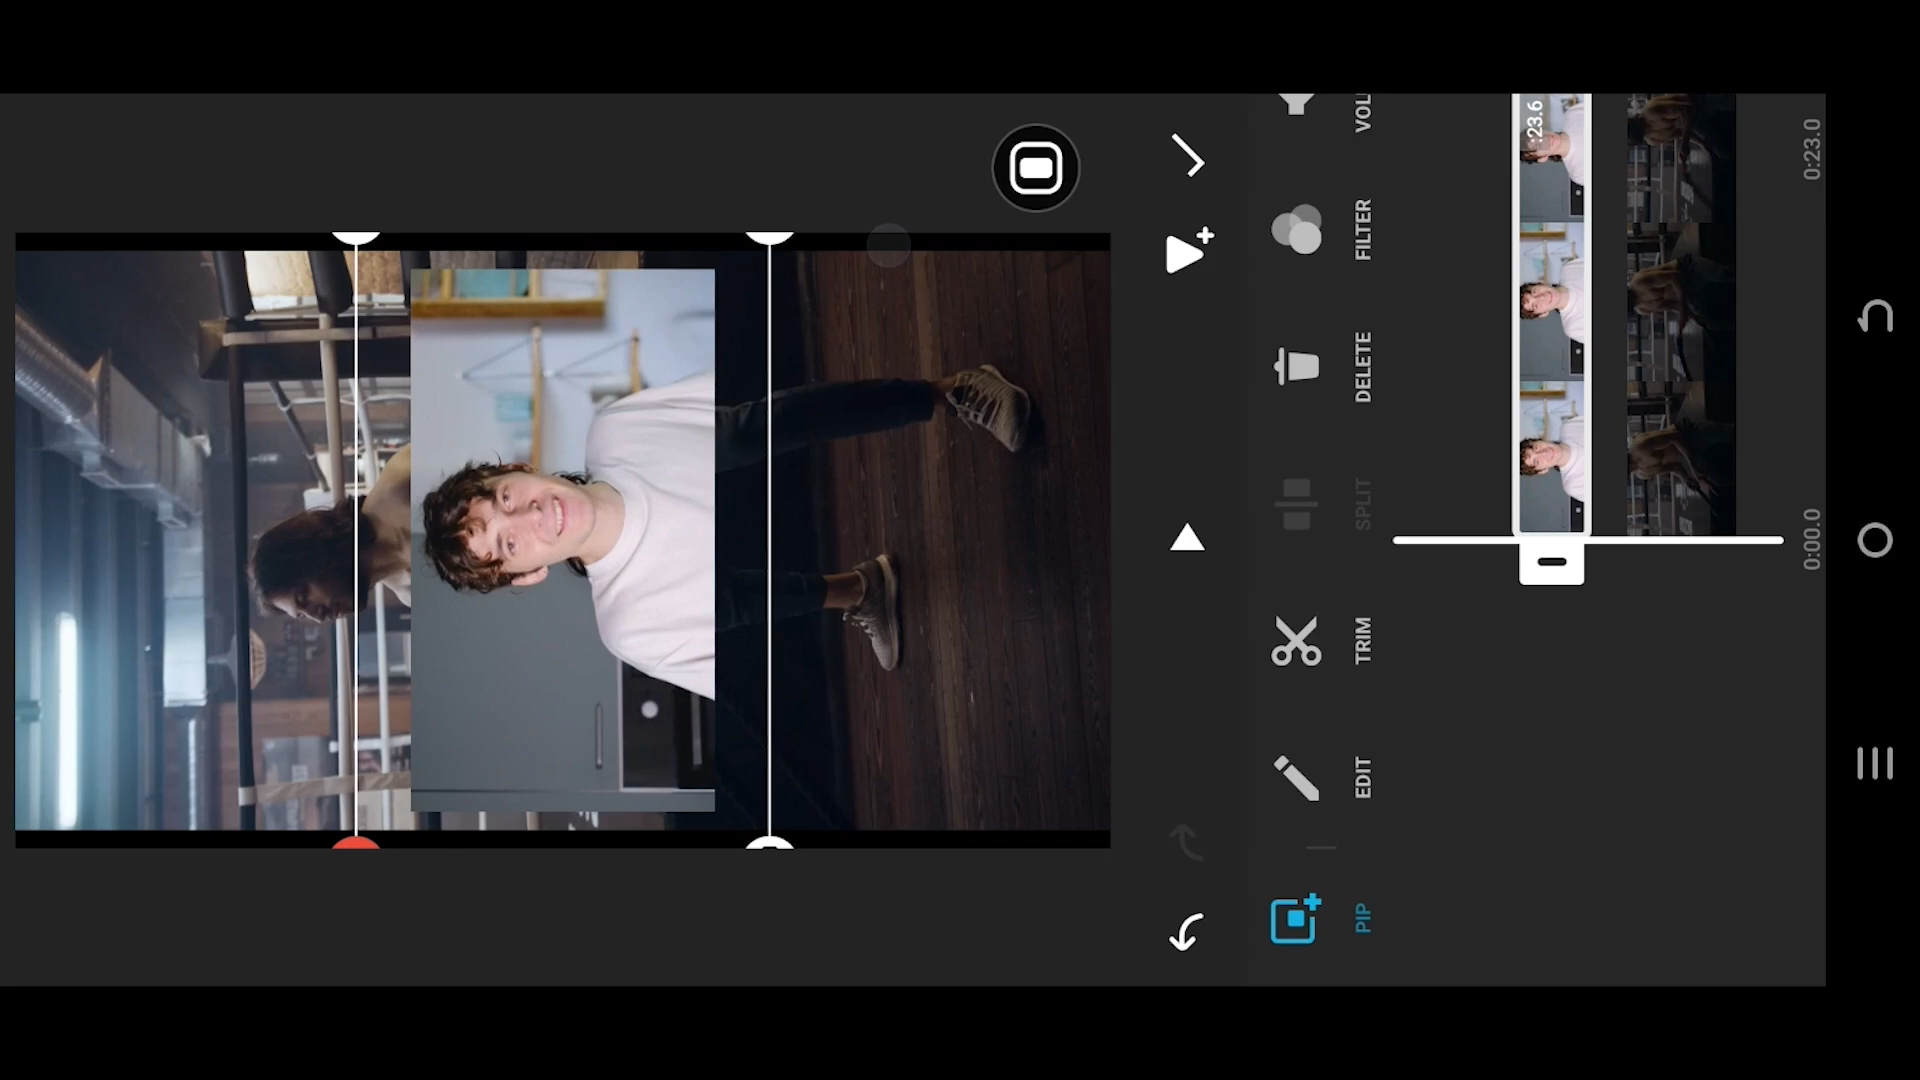 PIP
EDIT
TRIM
SPLIT
DELETE
FILTER
VOL
:23.6
0:00.0
0:23.0